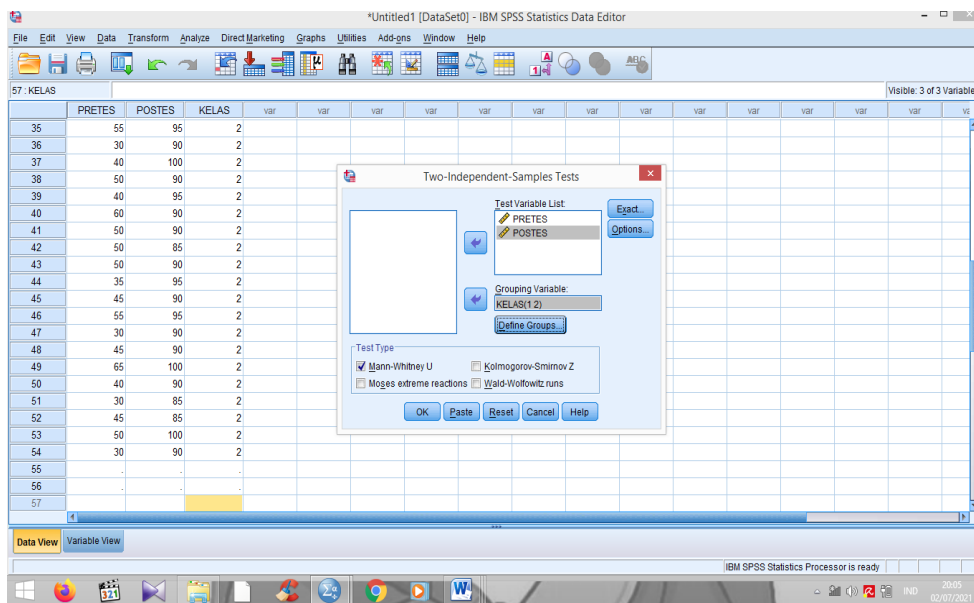 *Untitled1 [DataSet0] - IBM SPSS Statistics Data Editor
File Edit View Data Transform Analyze Direct Marketing Graphs Utilities Add-ons Window Help
57 : KELAS
Visible: 3 of 3 Variable
PRETES POSTES KELAS var var var var var var var var var var var var var va
35 55 95 2
36 30 90 2
37 40 100 2
38 50 90 2
39 40 95 2
40 60 90 2
41 50 90 2
42 50 85 2
43 50 90 2
44 35 95 2
45 45 90 2
46 55 95 2
47 30 90 2
48 45 90 2
49 65 100 2
50 40 90 2
51 30 85 2
52 45 85 2
53 50 100 2
54 30 90 2
55 . . .
56 . . .
57
Two-Independent-Samples Tests
Test Variable List:
PRETES
POSTES
Exact...
Options...
Grouping Variable:
KELAS(1 2)
Define Groups...
Test Type
Mann-Whitney U Kolmogorov-Smirnov Z
Moses extreme reactions Wald-Wolfowitz runs
OK Paste Reset Cancel Help
Data View Variable View
IBM SPSS Statistics Processor is ready
IND
20:05
02/07/2021